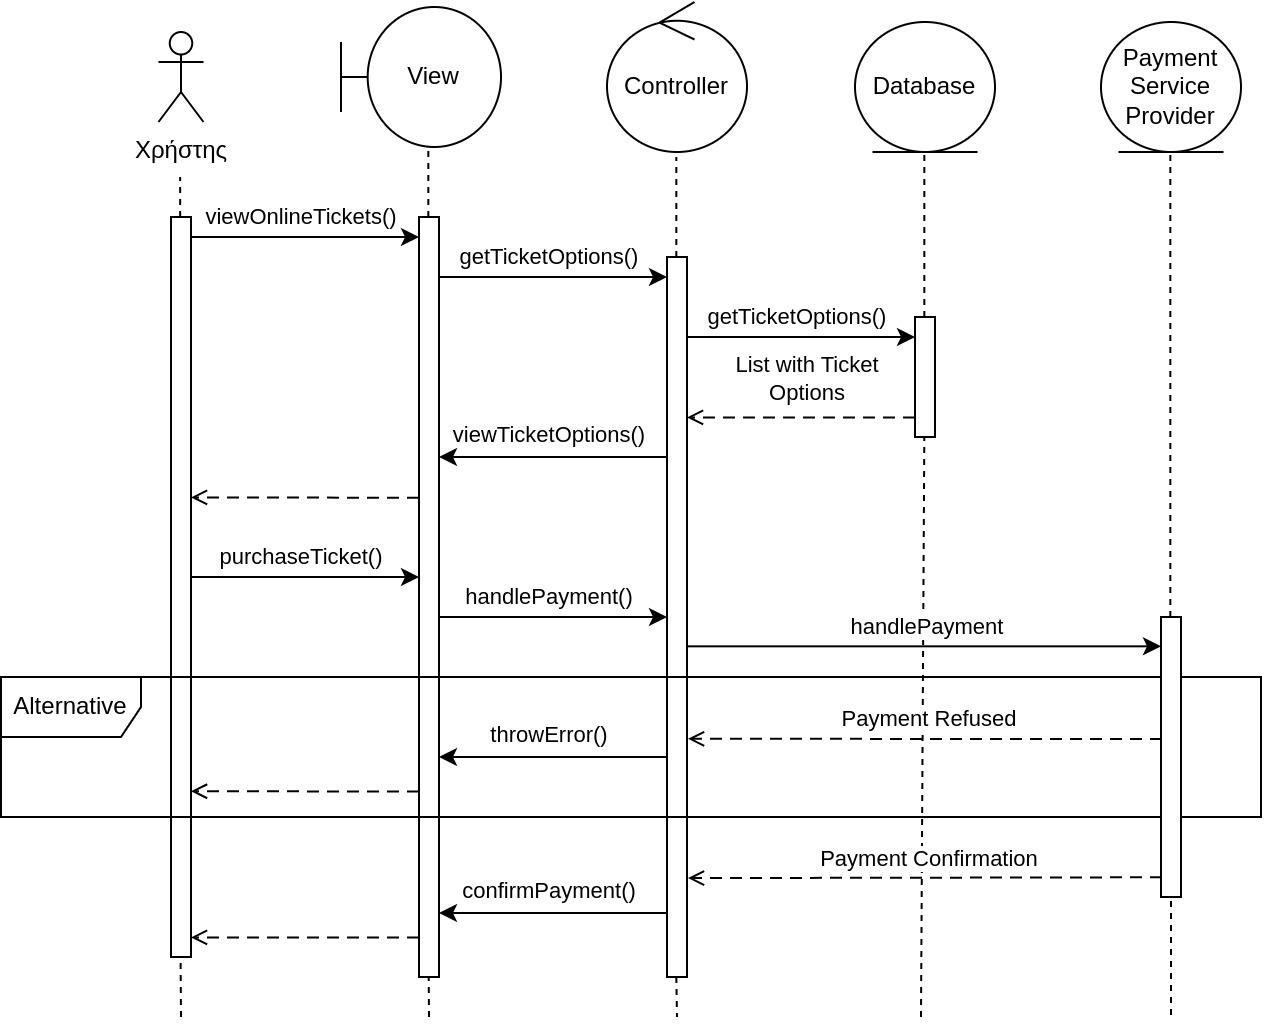 View
Controller
Database
Payment
Service
Provider
Χρήστης
viewOnlineTickets()
getTicketOptions()
getTicketOptions()
List with Ticket
Options
viewTicketOptions()
purchaseTicket()
handlePayment()
handlePayment
Alternative
Payment Refused
throwError()
Payment Confirmation
confirmPayment()